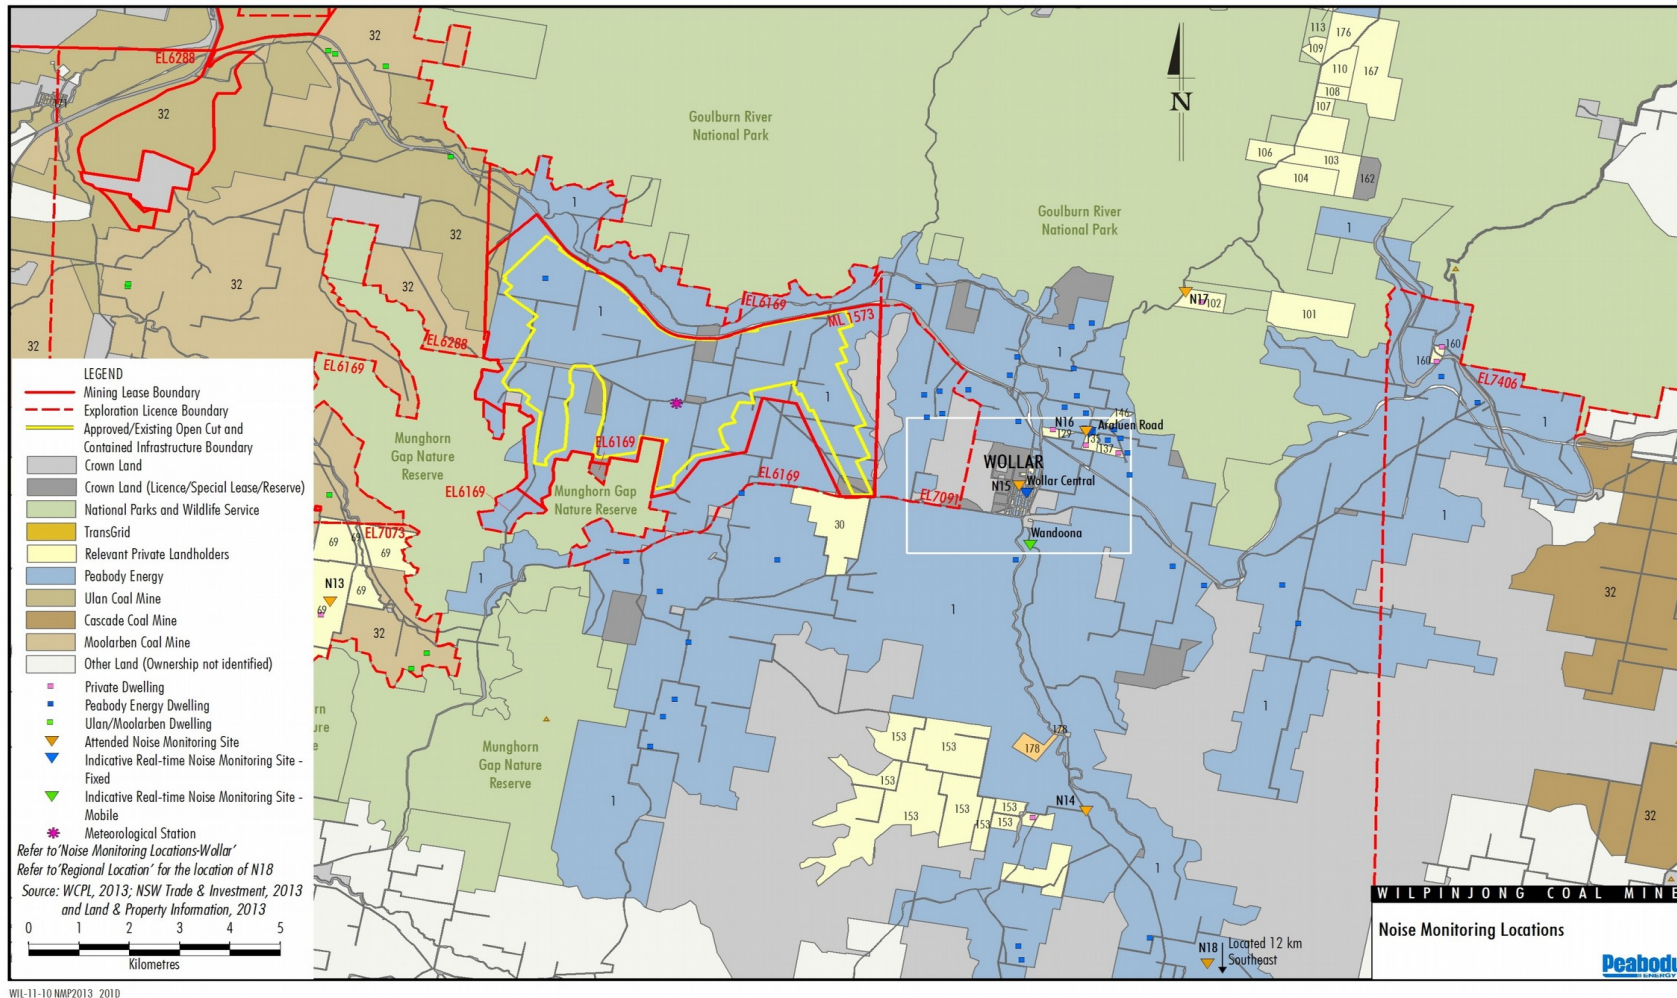 EL6288
32
32
32
32
32
32
Goulburn River
National Park
Goulburn River
National Park
N
113
176
109
110
167
108
107
106
103
104
162
1
1
1
1
EL6169
ML 1573
EL6288
EL6169
EL6169
EL6169
EL6169
EL7091
EL7073
EL7406
N17
102
101
160
160
1
1
1
146
N16
129
Araluen Road
135
137
WOLLAR
N15
Wollar Central
Wandoona
30
Munghorn
Gap Nature
Reserve
Munghorn Gap
Nature Reserve
69
69
69
69
69
N13
32
1
1
1
1
32
32
Munghorn
Gap Nature
Reserve
153
153
153
153
153
153
153
153
178
178
N14
1
1
N18
Located 12 km
Southeast
LEGEND
Mining Lease Boundary
Exploration Licence Boundary
Approved/Existing Open Cut and
Contained Infrastructure Boundary
Crown Land
Crown Land (Licence/Special Lease/Reserve)
National Parks and Wildlife Service
TransGrid
Relevant Private Landholders
Peabody Energy
Ulan Coal Mine
Cascade Coal Mine
Moolarben Coal Mine
Other Land (Ownership not identified)
Private Dwelling
Peabody Energy Dwelling
Ulan/Moolarben Dwelling
Attended Noise Monitoring Site
Indicative Real-time Noise Monitoring Site -
Fixed
Indicative Real-time Noise Monitoring Site -
Mobile
Meteorological Station
Refer to'Noise Monitoring Locations-Wollar'
Refer to'Regional Location' for the location of N18
Source: WCPL, 2013; NSW Trade & Investment, 2013
and Land & Property Information, 2013
0 1 2 3 4 5
Kilometres
WILPINJONG COAL MINE
Noise Monitoring Locations
Peabody
ENERGY
WIL-11-10 NMP2013_201D